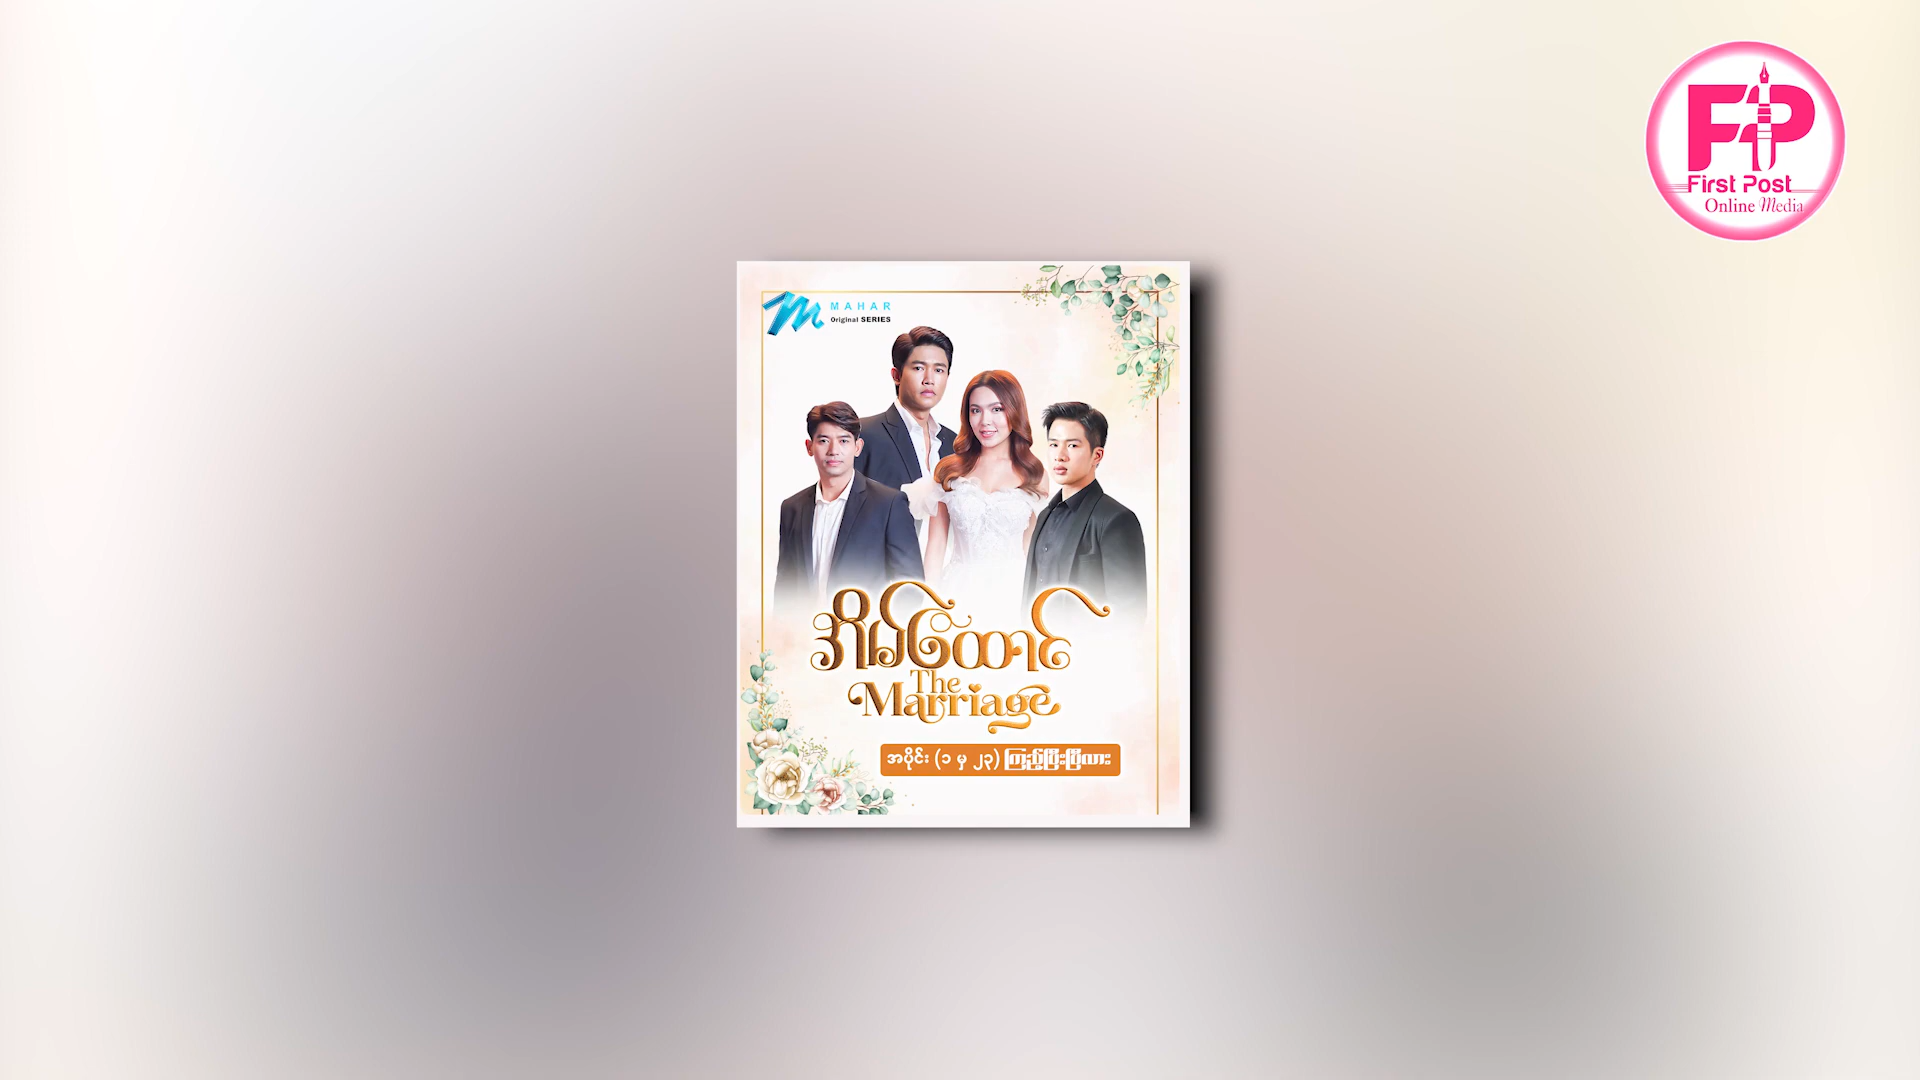 FP
First Post
Online Media
MAHAR
Original SERIES
အိမ်ထောင်
The
Marriage
အပိုင်း (၁ မှ ၂၃) ကြည့်ပြီးပြီလား